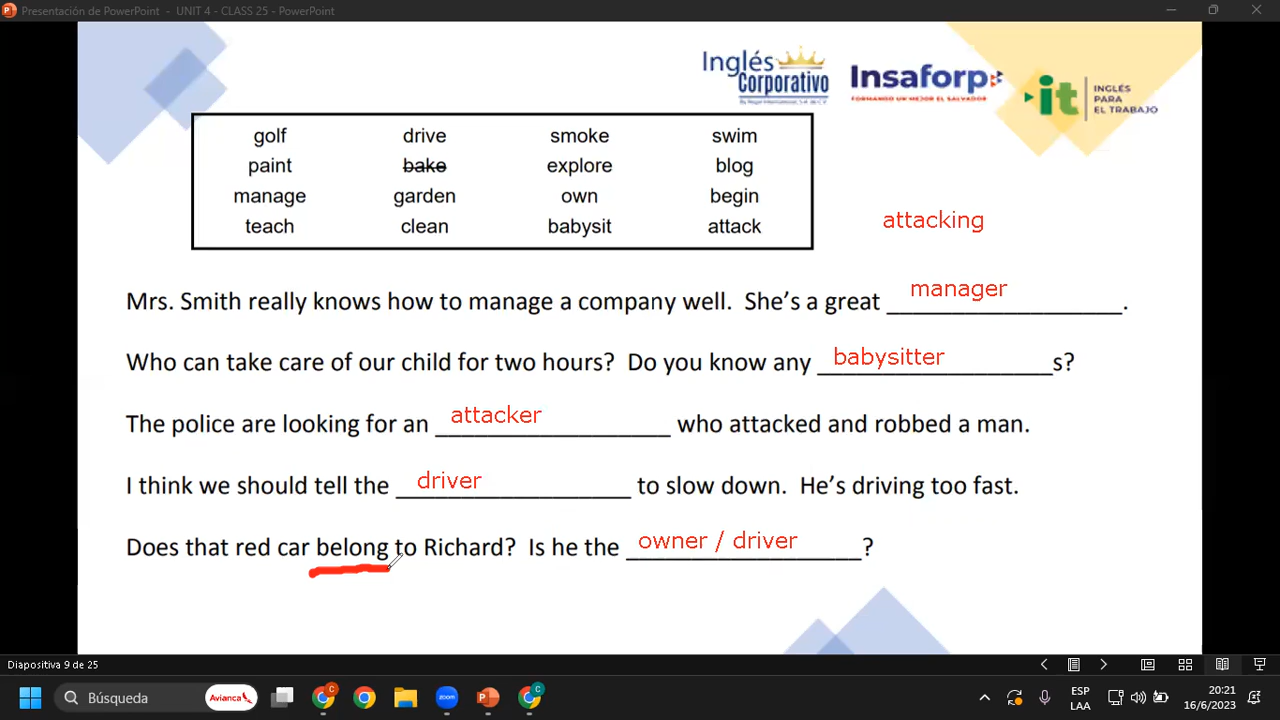 Presentación de PowerPoint - UNIT 4 - CLASS 25 - PowerPoint
Inglés
Corporativo
Insaforp
FORMANDO UN MEJOR EL SALVADOR
it
INGLÉS
PARA
EL TRABAJO
golf drive smoke swim
paint bake explore blog
manage garden own begin
teach clean babysit attack
attacking
Mrs. Smith really knows how to manage a company well. She's a great manager.
Who can take care of our child for two hours? Do you know any babysitters?
The police are looking for an attacker who attacked and robbed a man.
I think we should tell the driver to slow down. He's driving too fast.
Does that red car belong to Richard? Is he the owner / driver?
Diapositiva 9 de 25
Búsqueda
Avianca
ESP
LAA
20:21
16/6/2023